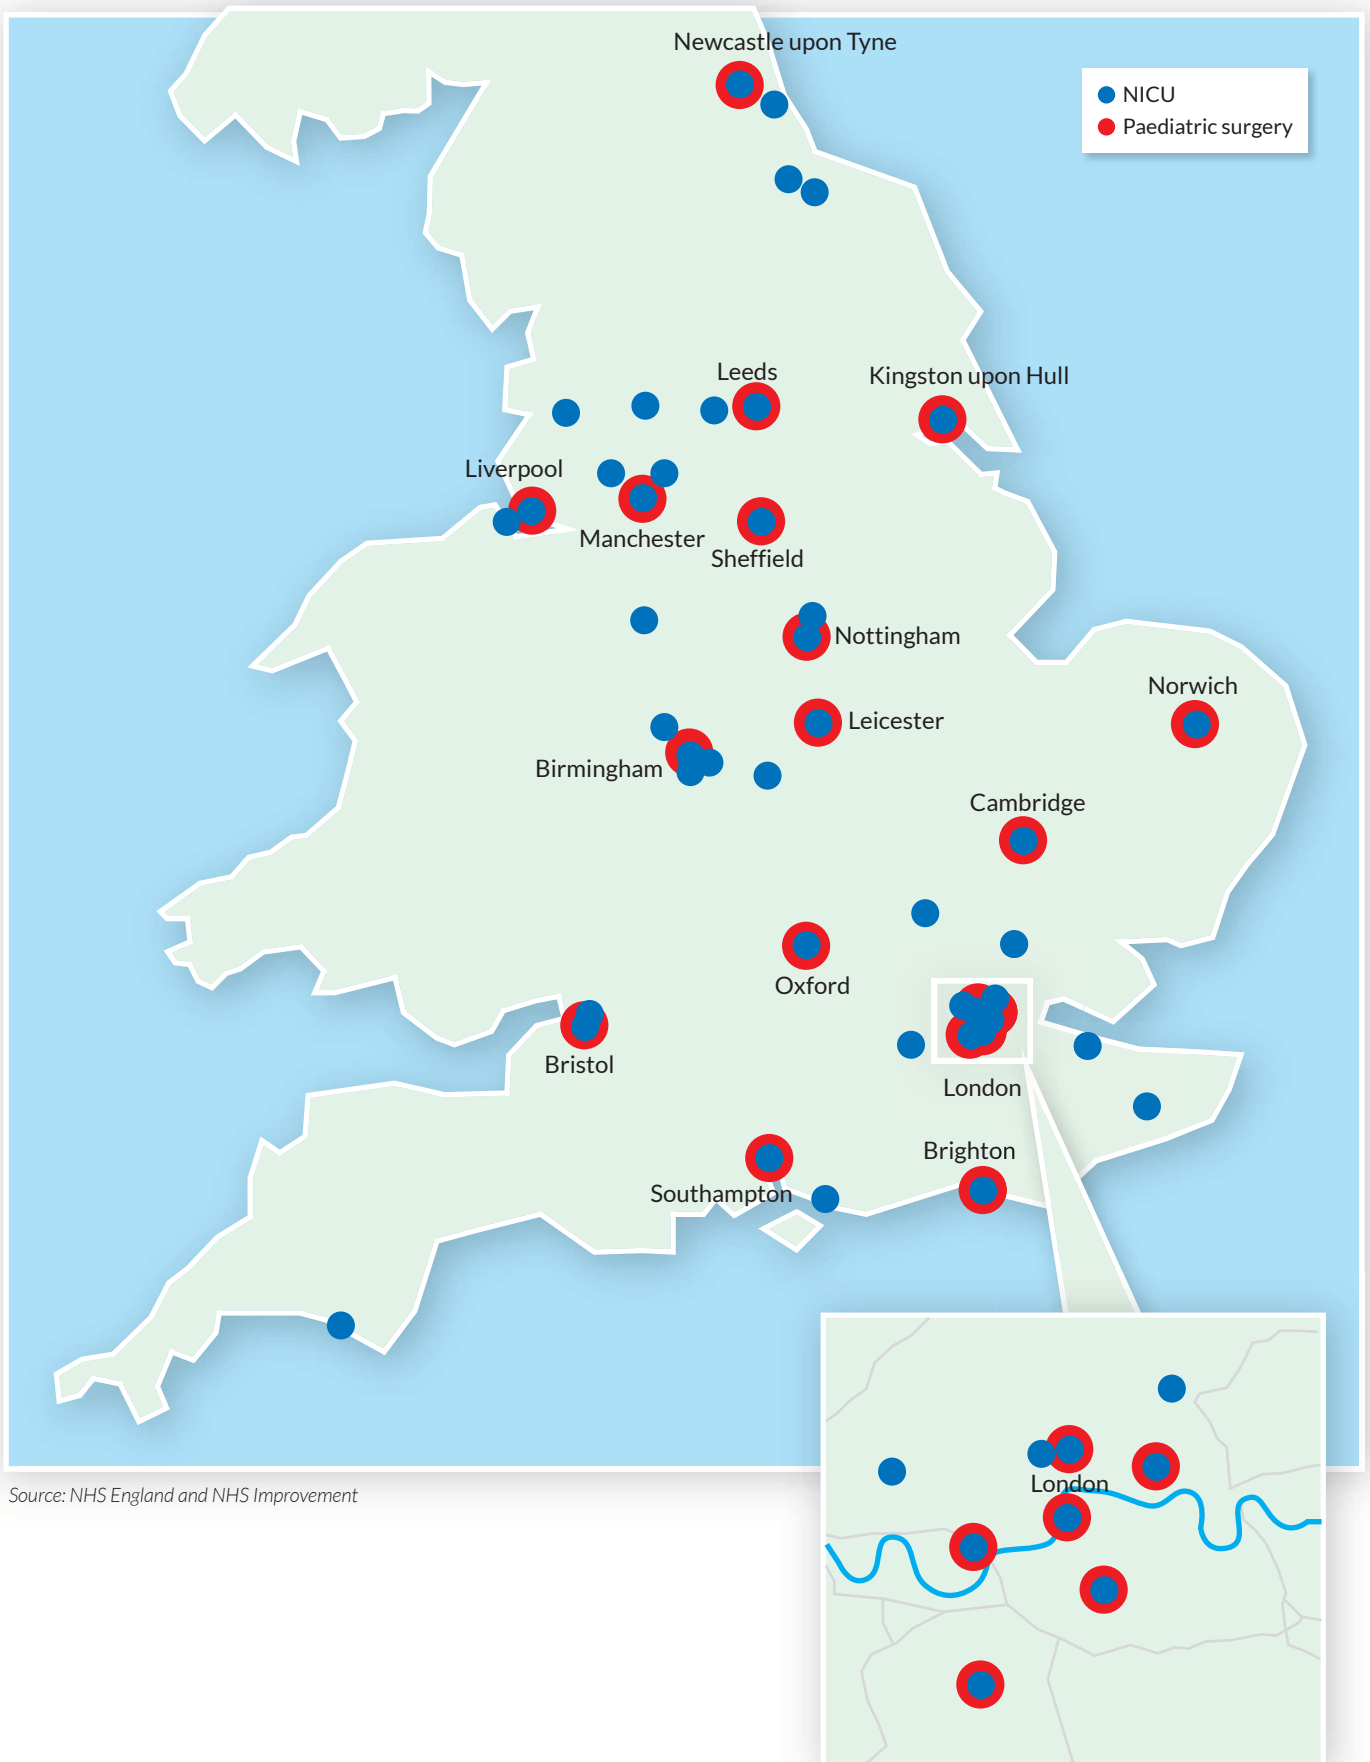 Newcastle upon Tyne
NICU
Paediatric surgery
Leeds
Kingston upon Hull
Liverpool
Manchester
Sheffield
Nottingham
Norwich
Leicester
Birmingham
Cambridge
Oxford
Bristol
London
Brighton
Southampton
London
Source: NHS England and NHS Improvement